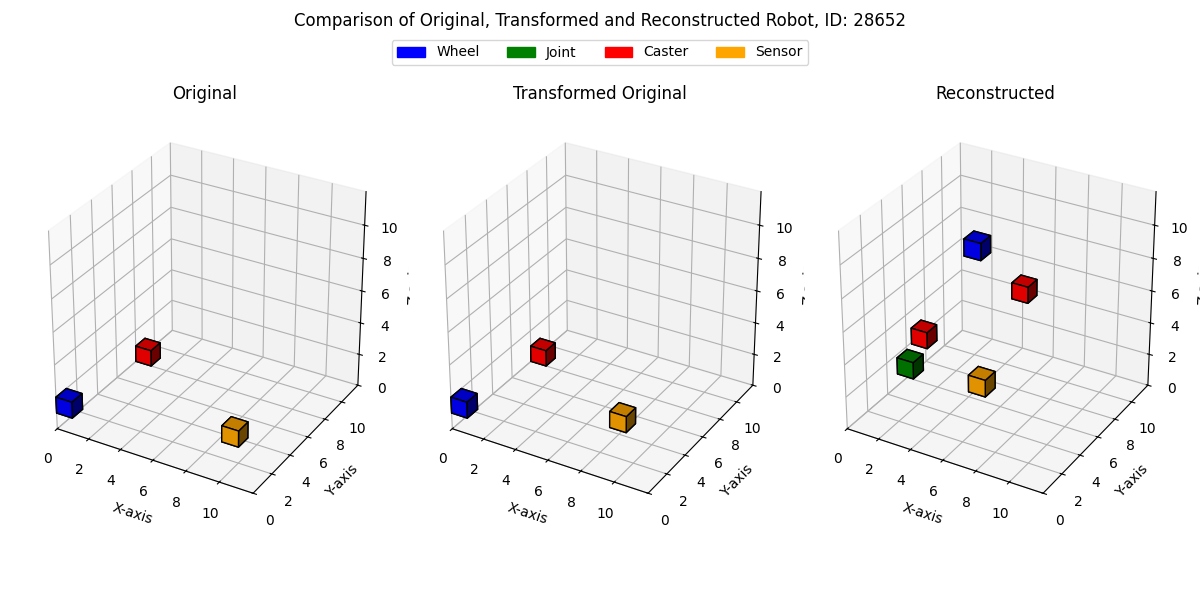 Comparison of Original, Transformed and Reconstructed Robot, ID: 28652
Wheel Joint Caster Sensor
Original
Transformed Original
Reconstructed
0 2 4 6 8 10
X-axis
0 2 4 6 8 10
Y-axis
0 2 4 6 8 10
0 2 4 6 8 10
X-axis
0 2 4 6 8 10
Y-axis
0 2 4 6 8 10
0 2 4 6 8 10
X-axis
0 2 4 6 8 10
Y-axis
0 2 4 6 8 10